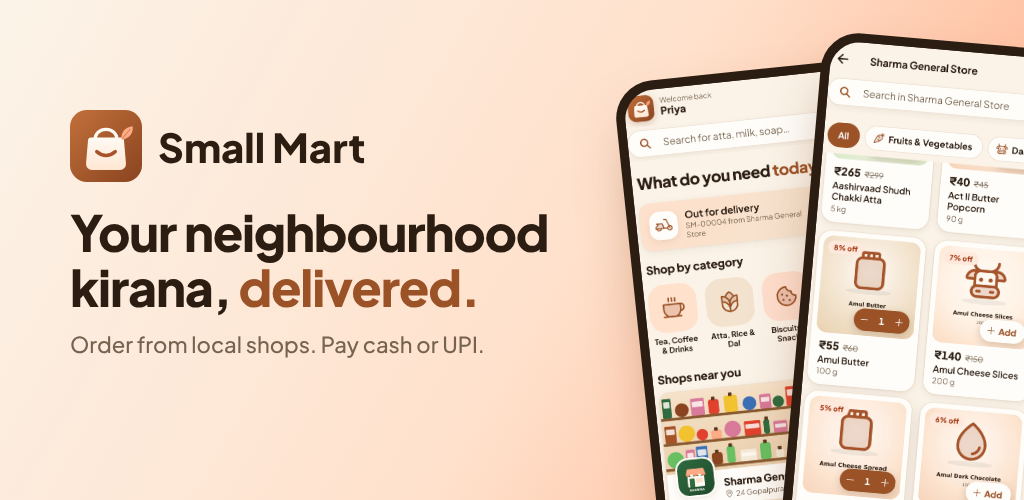 Small Mart
Your neighbourhood
kirana, delivered.
Order from local shops. Pay cash or UPI.
Welcome back
Priya
Search for atta, milk, soap...
What do you need today
Out for delivery
SM-00004 from Sharma General
Store
Shop by category
Tea, Coffee
& Drinks
Atta, Rice &
Dal
Biscuits
Snac
Shops near you
Sharma Gen
24 Gopalpura
Sharma General Store
Search in Sharma General Store
All
Fruits & Vegetables
Da
₹265 ₹299
Aashirvaad Shudh
Chakki Atta
5 kg
₹40 ₹45
Act II Butter
Popcorn
90 g
8% off
Amul Butter
− 1 +
₹55 ₹60
Amul Butter
100 g
7% off
Amul Cheese Slices
+ Add
₹140 ₹150
Amul Cheese Slices
200 g
5% off
Amul Cheese Spread
− 1 +
6% off
Amul Dark Chocolate
+ Add